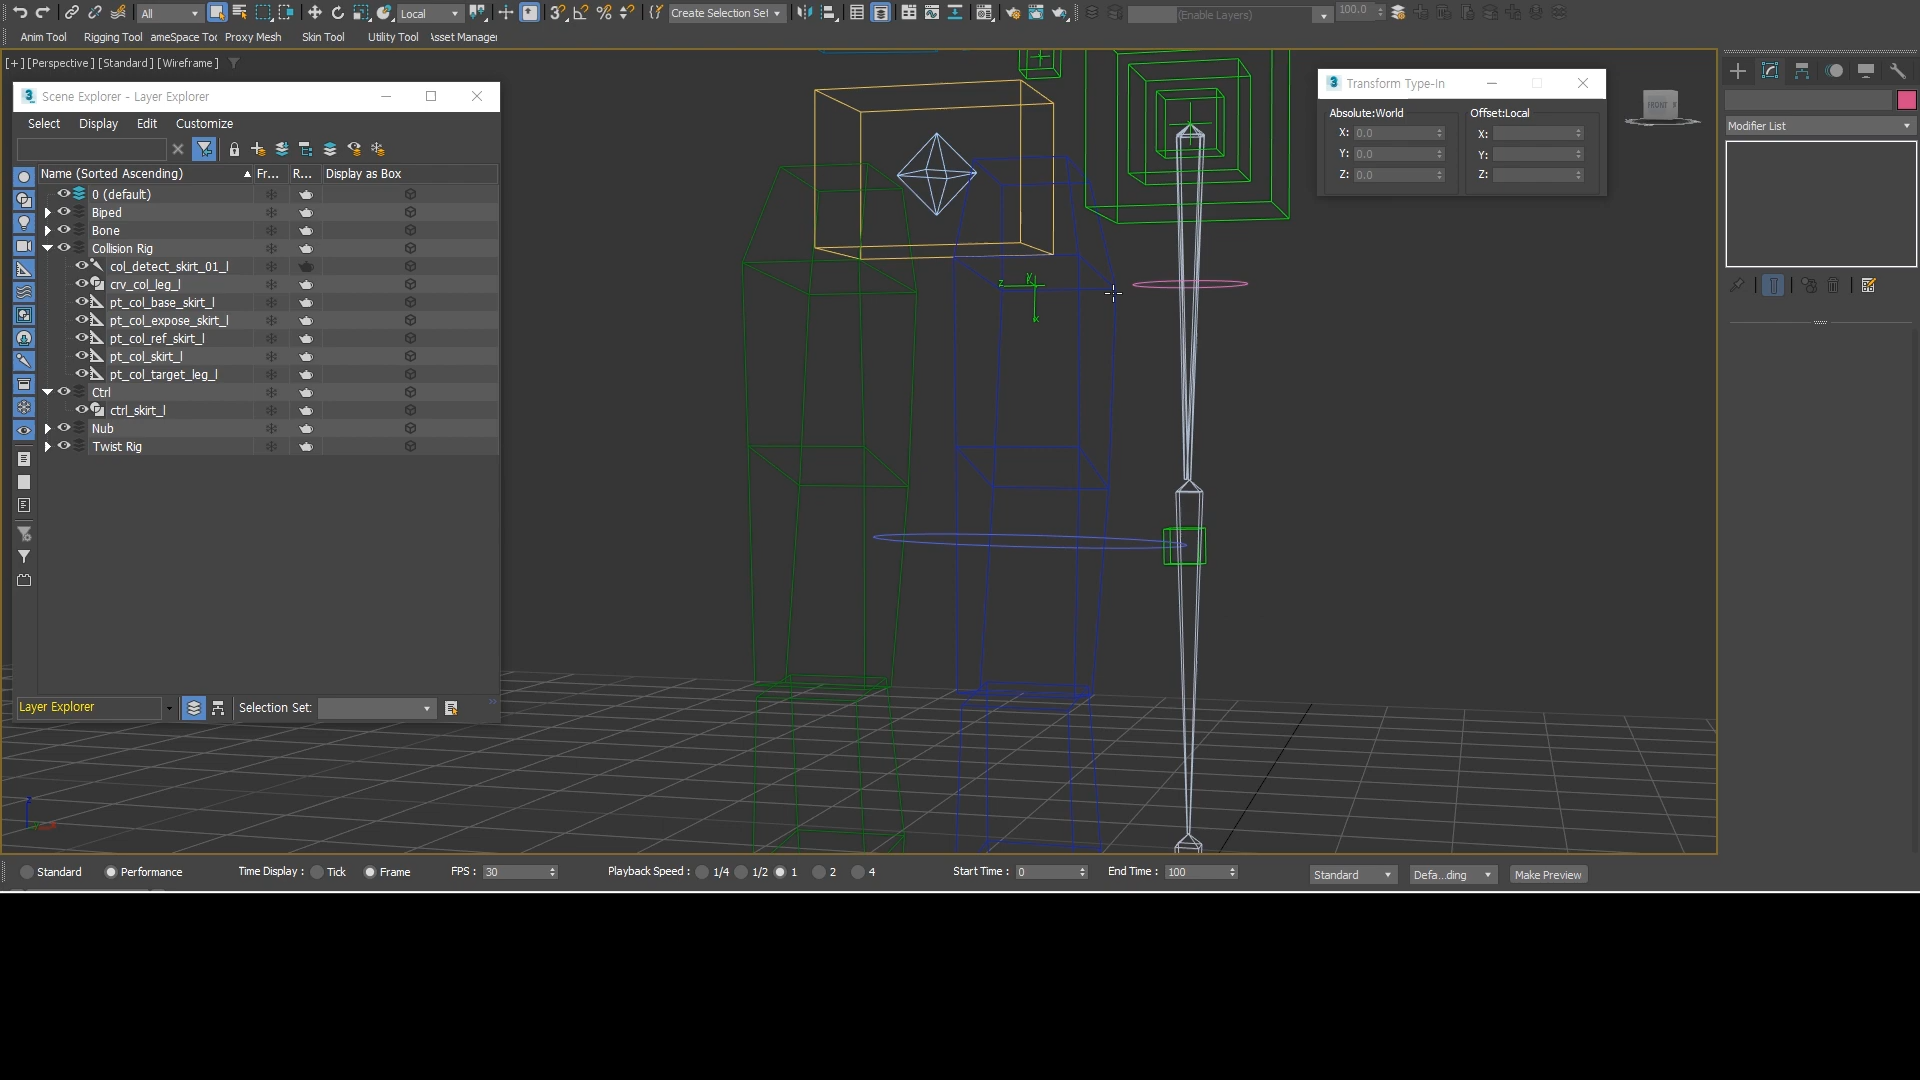 All
Local
Create Selection Set
(Enable Layers)
100.0
Anim Tool
Rigging Tool
ameSpace Too
Proxy Mesh
Skin Tool
Utility Tool
Asset Manager
[+] [Perspective] [Standard] [Wireframe]
Scene Explorer - Layer Explorer
Select Display Edit Customize
Name (Sorted Ascending) Fr... R... Display as Box
0 (default)
Biped
Bone
Collision Rig
col_detect_skirt_01_l
crv_col_leg_l
pt_col_base_skirt_l
pt_col_expose_skirt_l
pt_col_ref_skirt_l
pt_col_skirt_l
pt_col_target_leg_l
Ctrl
ctrl_skirt_l
Nub
Twist Rig
Layer Explorer
Selection Set:
Transform Type-In
Absolute:World Offset:Local
X: 0.0 X:
Y: 0.0 Y:
Z: 0.0 Z:
FRONT
Modifier List
z
y
x
Standard Performance Time Display : Tick Frame FPS : 30 Playback Speed : 1/4 1/2 1 2 4 Start Time : 0 End Time : 100 Standard Defa...ding Make Preview